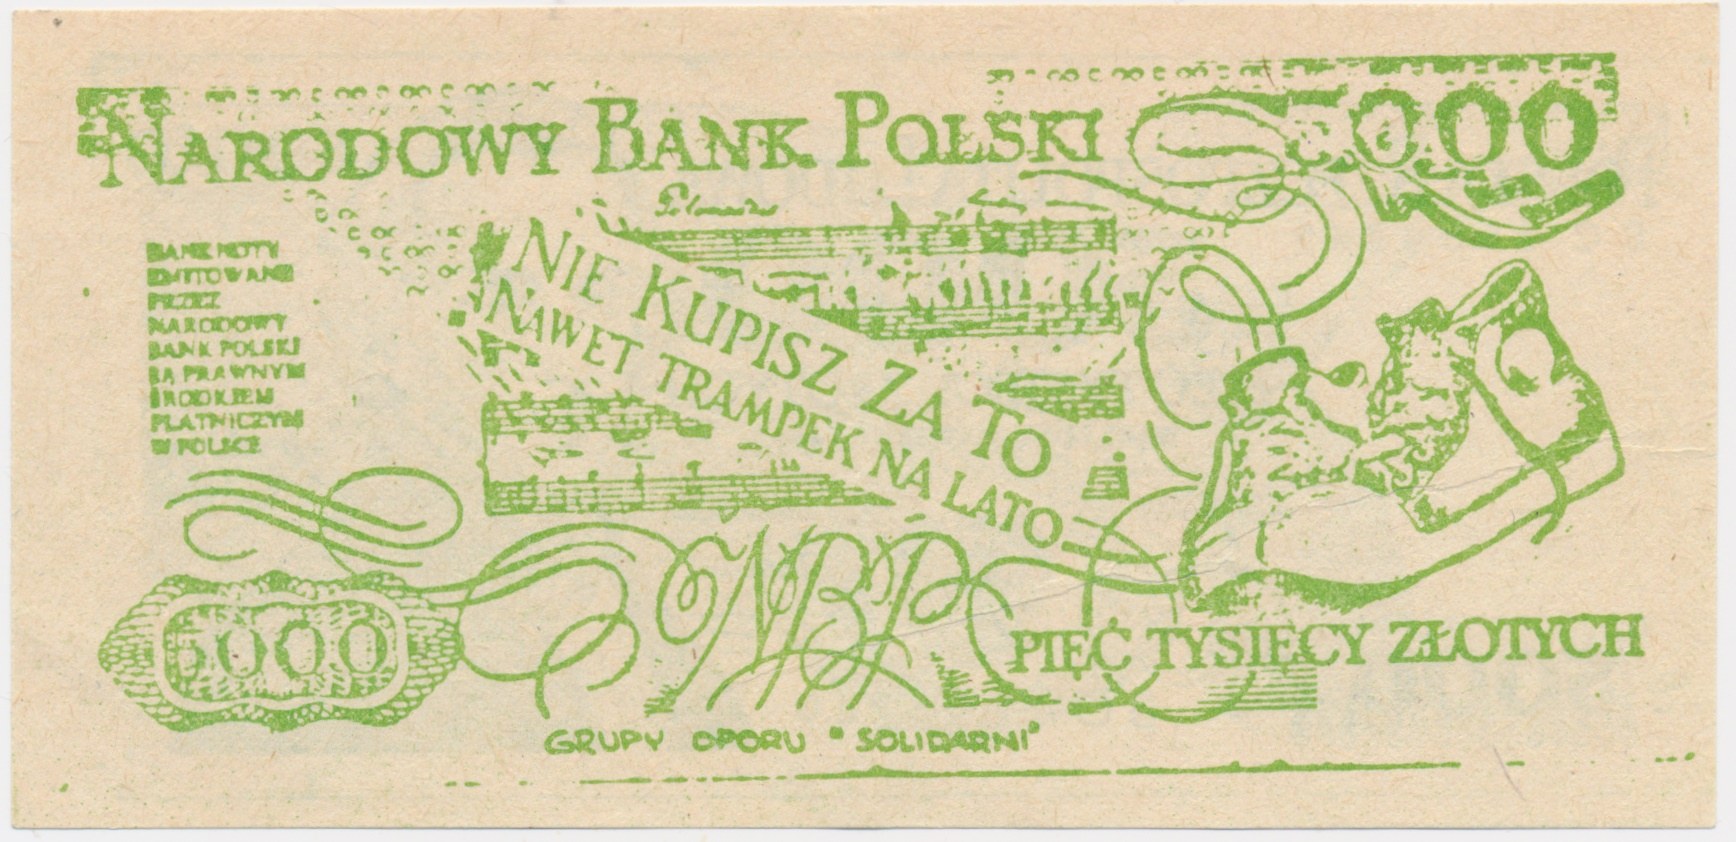 NARODOWY BANK POLSKI
5000
Polonaise
BANKNOTY
EMITOWANE
PRZEZ
NARODOWY
BANK POLSKI
SĄ PRAWNYM
ŚRODKIEM
PŁATNICZYM
W POLSCE
NIE KUPISZ ZA TO
NAWET TRAMPEK NA LATO
5000
NBP
PIĘĆ TYSIĘCY ZŁOTYCH
GRUPY OPORU "SOLIDARNI"